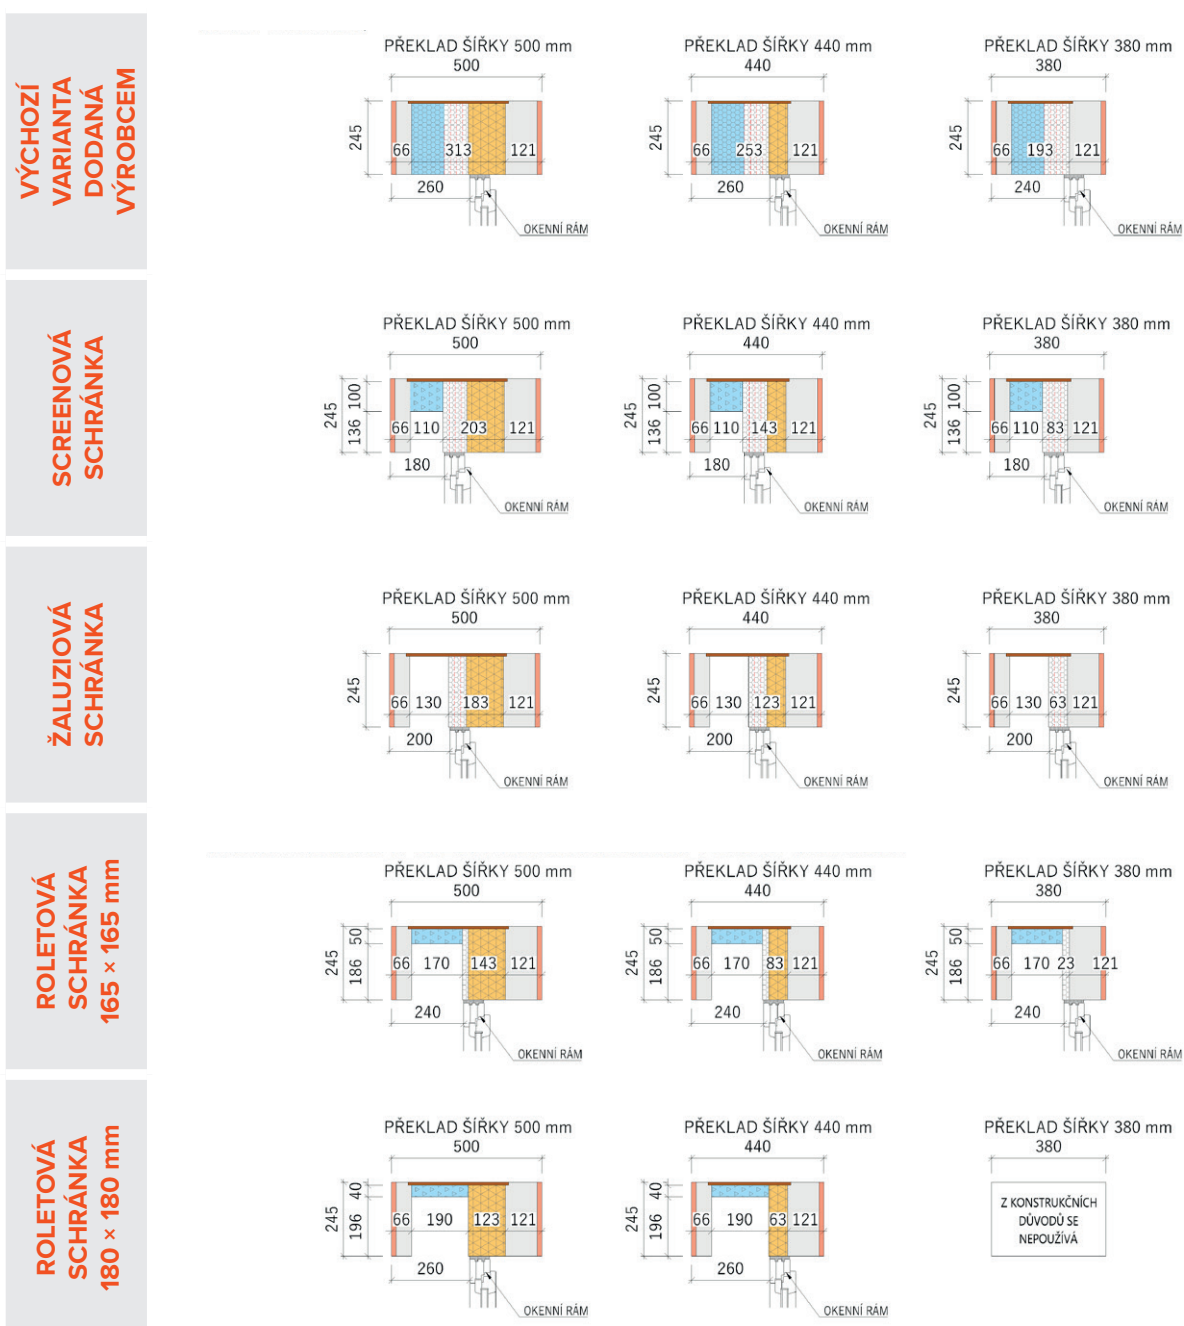 VÝCHOZÍ
VARIANTA
DODANÁ
VÝROBCEM
PŘEKLAD ŠÍŘKY 500 mm
500
245
66 313 121
260
OKENNÍ RÁM
PŘEKLAD ŠÍŘKY 440 mm
440
245
66 253 121
260
OKENNÍ RÁM
PŘEKLAD ŠÍŘKY 380 mm
380
245
66 193 121
240
OKENNÍ RÁM
SCREENOVÁ
SCHRÁNKA
PŘEKLAD ŠÍŘKY 500 mm
500
245
136 100
66 110 203 121
180
OKENNÍ RÁM
PŘEKLAD ŠÍŘKY 440 mm
440
245
136 100
66 110 143 121
180
OKENNÍ RÁM
PŘEKLAD ŠÍŘKY 380 mm
380
245
136 100
66 110 83 121
180
OKENNÍ RÁM
ŽALUZIOVÁ
SCHRÁNKA
PŘEKLAD ŠÍŘKY 500 mm
500
245
66 130 183 121
200
OKENNÍ RÁM
PŘEKLAD ŠÍŘKY 440 mm
440
245
66 130 123 121
200
OKENNÍ RÁM
PŘEKLAD ŠÍŘKY 380 mm
380
245
66 130 63 121
200
OKENNÍ RÁM
ROLETOVÁ
SCHRÁNKA
165 × 165 mm
PŘEKLAD ŠÍŘKY 500 mm
500
245
186 50
66 170 143 121
240
OKENNÍ RÁM
PŘEKLAD ŠÍŘKY 440 mm
440
245
186 50
66 170 83 121
240
OKENNÍ RÁM
PŘEKLAD ŠÍŘKY 380 mm
380
245
186 50
66 170 23 121
240
OKENNÍ RÁM
ROLETOVÁ
SCHRÁNKA
180 × 180 mm
PŘEKLAD ŠÍŘKY 500 mm
500
245
196 40
66 190 123 121
260
OKENNÍ RÁM
PŘEKLAD ŠÍŘKY 440 mm
440
245
196 40
66 190 63 121
260
OKENNÍ RÁM
PŘEKLAD ŠÍŘKY 380 mm
380
Z KONSTRUKČNÍCH
DŮVODŮ SE
NEPOUŽÍVÁ